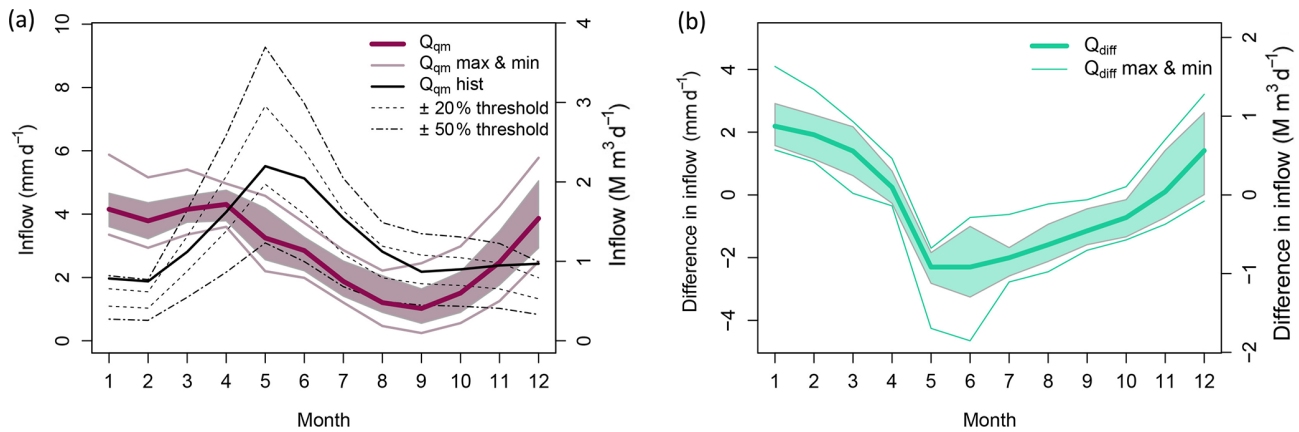 (a)
Inflow (mm d⁻¹)
10
8
6
4
2
0
Q_qm
Q_qm max & min
Q_qm hist
± 20% threshold
± 50% threshold
4
3
2
1
0
Inflow (M m³ d⁻¹)
1 2 3 4 5 6 7 8 9 10 11 12
Month
(b)
Difference in inflow (mm d⁻¹)
4
2
0
−2
−4
Q_diff
Q_diff max & min
2
1
0
−1
−2
Difference in inflow (M m³ d⁻¹)
1 2 3 4 5 6 7 8 9 10 11 12
Month